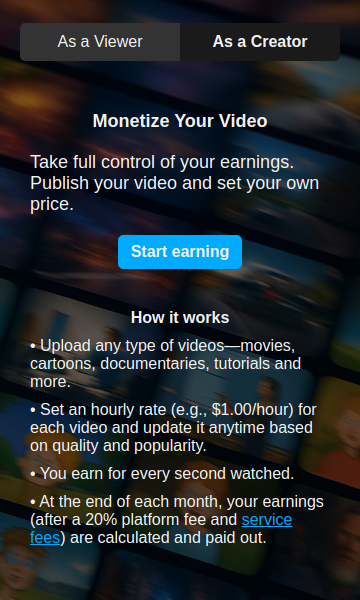 As a Viewer
As a Creator
Monetize Your Video
Take full control of your earnings.
Publish your video and set your own
price.
Start earning
How it works
• Upload any type of videos—movies,
cartoons, documentaries, tutorials and
more.
• Set an hourly rate (e.g., $1.00/hour) for
each video and update it anytime based
on quality and popularity.
• You earn for every second watched.
• At the end of each month, your earnings
(after a 20% platform fee and service
fees) are calculated and paid out.